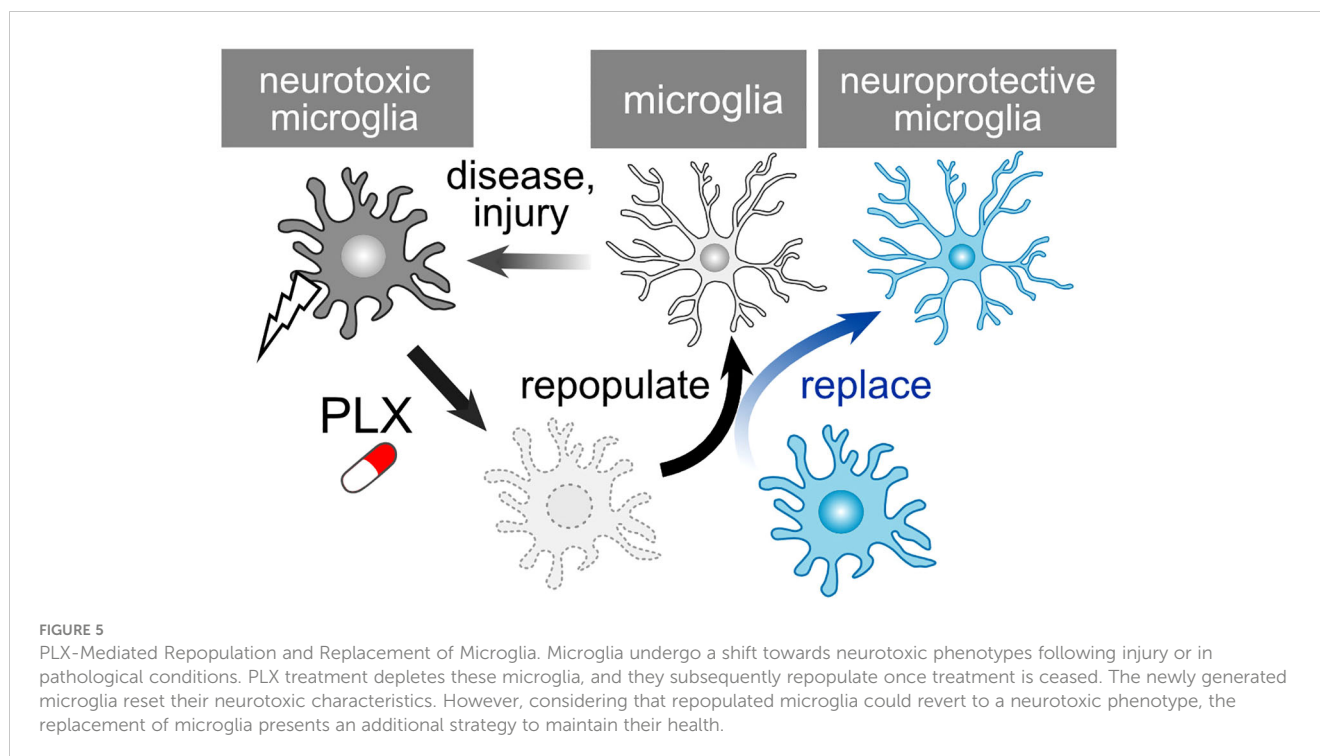 neurotoxic
microglia
microglia
neuroprotective
microglia
disease,
injury
repopulate
replace
PLX
FIGURE 5
PLX-Mediated Repopulation and Replacement of Microglia. Microglia undergo a shift towards neurotoxic phenotypes following injury or in
pathological conditions. PLX treatment depletes these microglia, and they subsequently repopulate once treatment is ceased. The newly generated
microglia reset their neurotoxic characteristics. However, considering that repopulated microglia could revert to a neurotoxic phenotype, the
replacement of microglia presents an additional strategy to maintain their health.